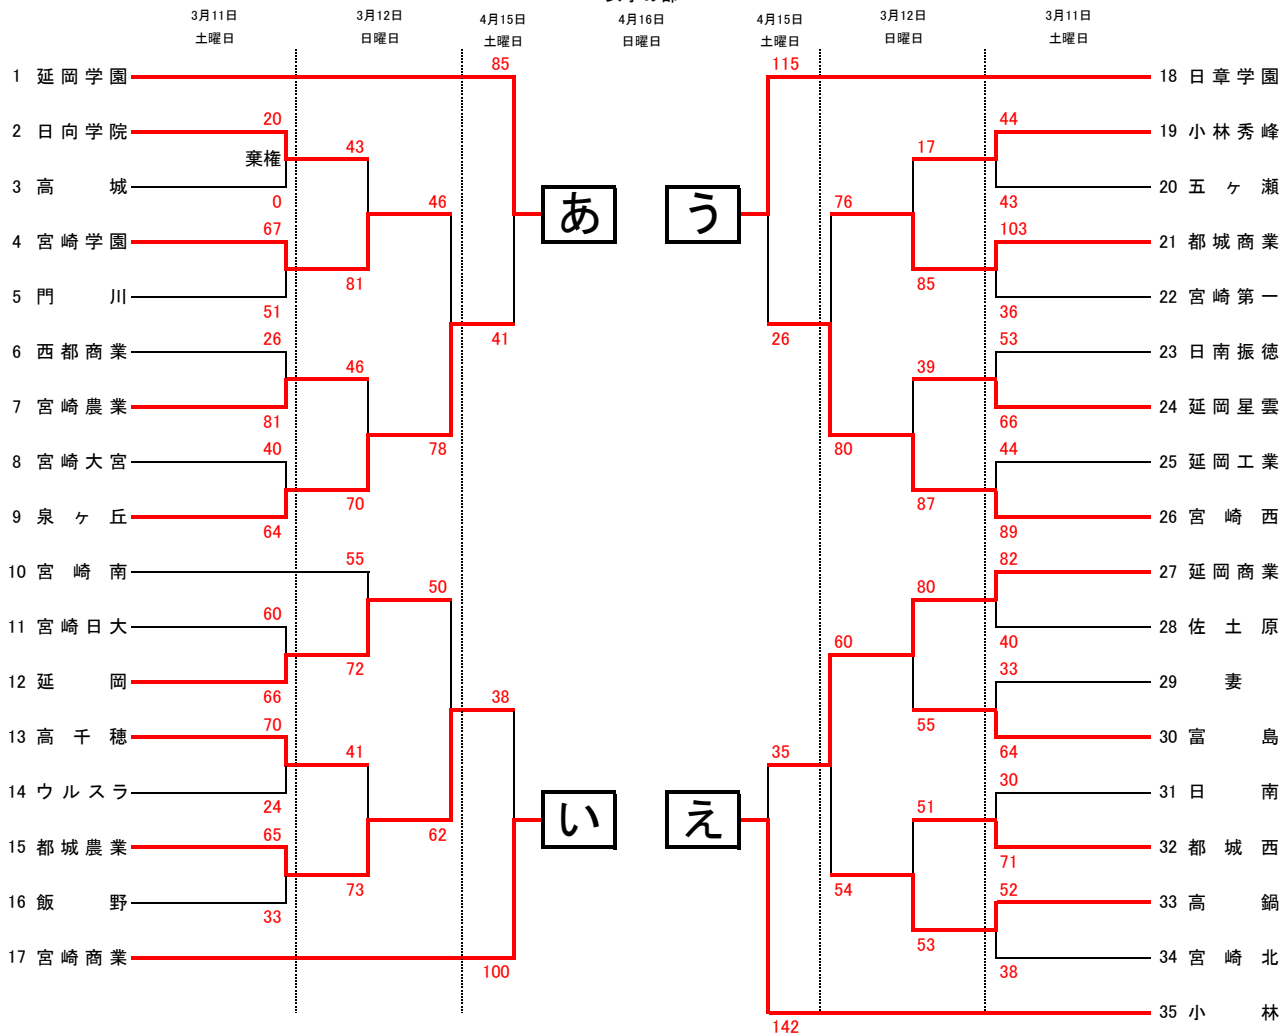 3月11日 3月12日 4月15日 4月16日 4月15日 3月12日 3月11日
土曜日 日曜日 土曜日 日曜日 土曜日 日曜日 土曜日
85
1 延岡学園
20
2 日向学院
43
棄権
3 高城
0
46
67
4 宮崎学園
81
5 門川
51
26
41
6 西都商業
46
7 宮崎農業
81
40
78
8 宮崎大宮
70
9 泉ヶ丘
64
あ
55
10 宮崎南
50
60
11 宮崎日大
72
12 延岡
66
70
38
13 高千穂
41
14 ウルスラ
24
65
62
15 都城農業
73
16 飯野
33
17 宮崎商業
100
い
115
18 日章学園
44
19 小林秀峰
17
20 五ヶ瀬
43
76
103
21 都城商業
85
22 宮崎第一
36
53
26
23 日南振徳
39
24 延岡星雲
66
44
80
25 延岡工業
87
26 宮崎西
89
う
82
27 延岡商業
80
28 佐土原
40
60
33
29 妻
55
30 富島
64
30
35
31 日南
51
32 都城西
71
52
54
33 高鍋
53
34 宮崎北
38
35 小林
142
え